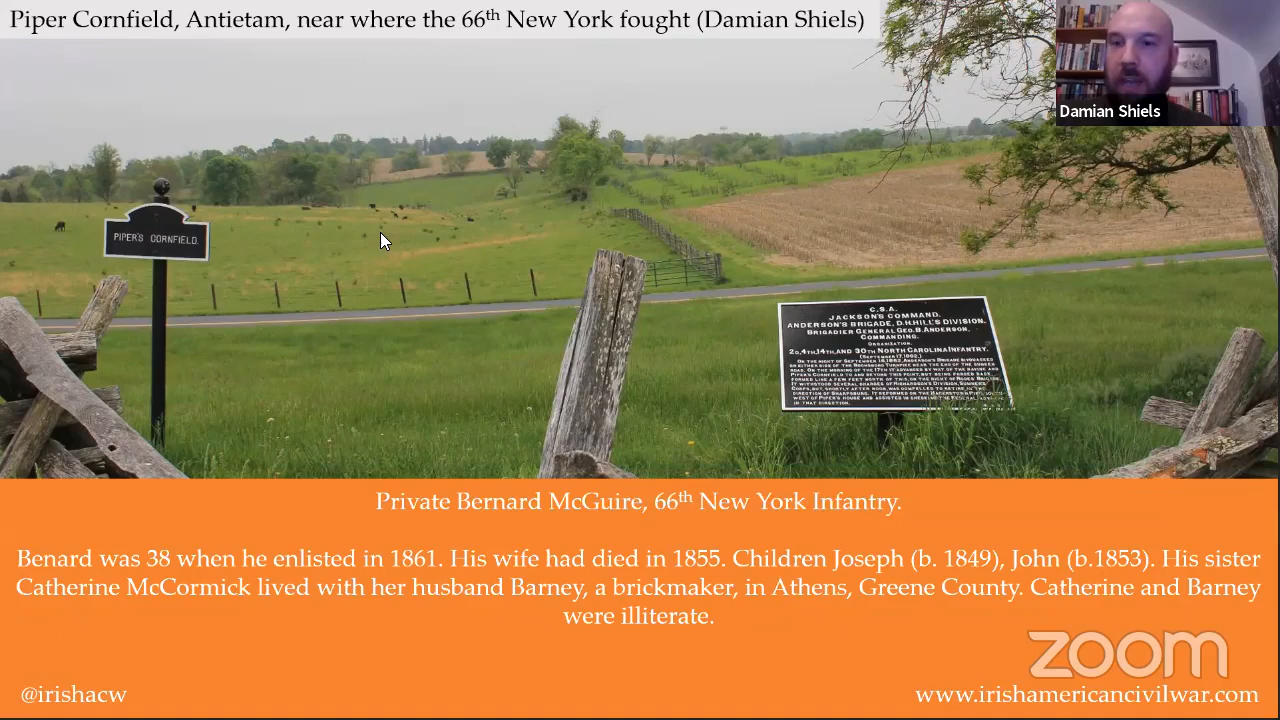 Piper Cornfield, Antietam, near where the 66th New York fought (Damian Shiels)
Damian Shiels
PIPER'S CORNFIELD.
C.S.A.
JACKSON'S COMMAND.
ANDERSON'S BRIGADE, D.H.HILL'S DIVISION.
BRIGADIER GENERAL GEO. B. ANDERSON,
COMMANDING.
ORGANIZATION.
2D, 4TH, 14TH, AND 30TH NORTH CAROLINA INFANTRY.
(SEPTEMBER 17, 1862.)
Private Bernard McGuire, 66th New York Infantry.
Benard was 38 when he enlisted in 1861. His wife had died in 1855. Children Joseph (b. 1849), John (b.1853). His sister
Catherine McCormick lived with her husband Barney, a brickmaker, in Athens, Greene County. Catherine and Barney
were illiterate.
zoom
@irishacw
www.irishamericancivilwar.com